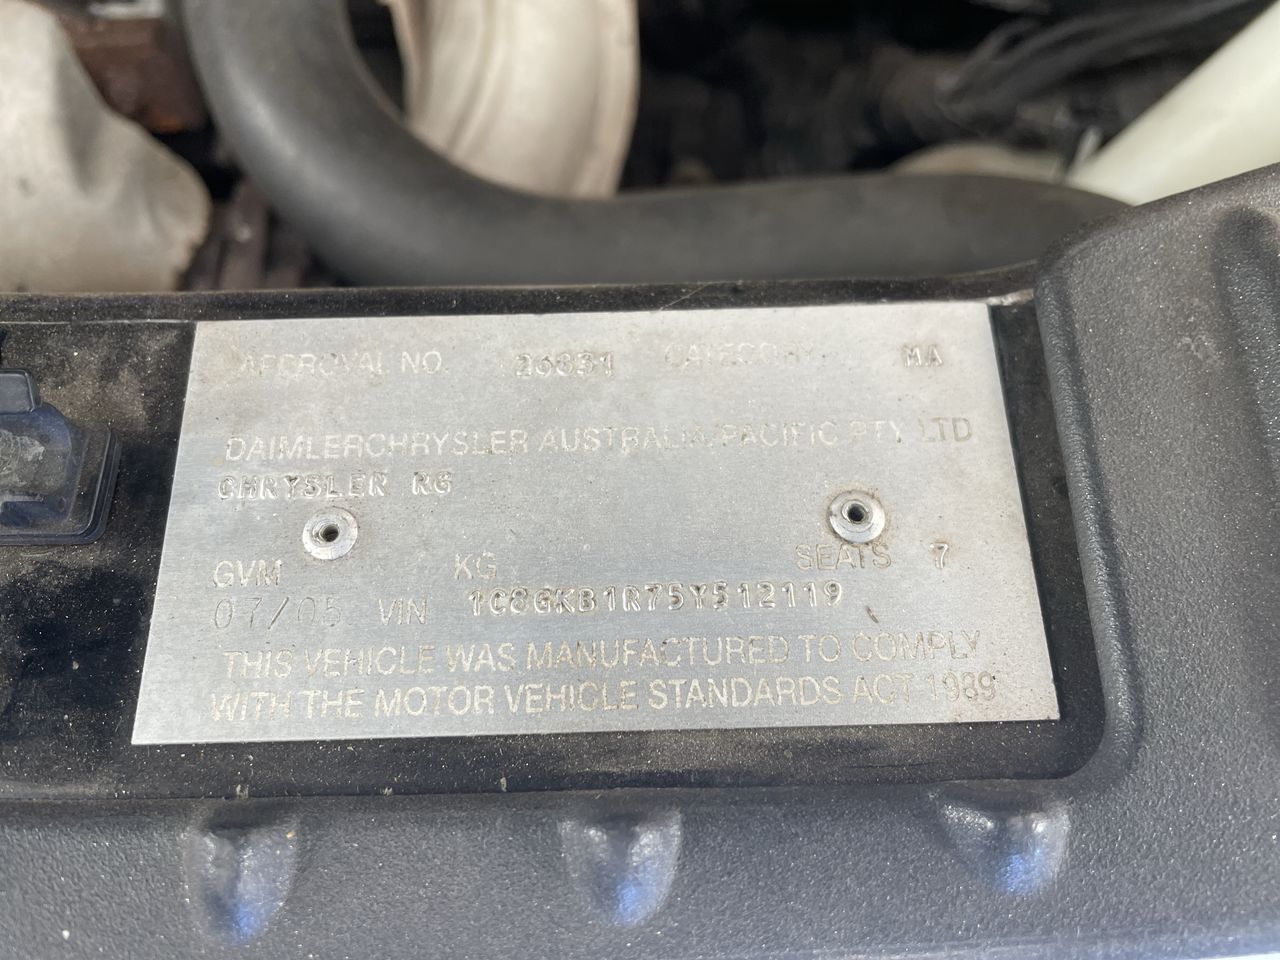 APPROVAL NO. 26831 CATEGORY MA
DAIMLERCHRYSLER AUSTRALIA/PACIFIC PTY LTD
CHRYSLER RG
GVM KG SEATS 7
07/05 VIN 1C8GKB1R75Y512119
THIS VEHICLE WAS MANUFACTURED TO COMPLY
WITH THE MOTOR VEHICLE STANDARDS ACT 1989